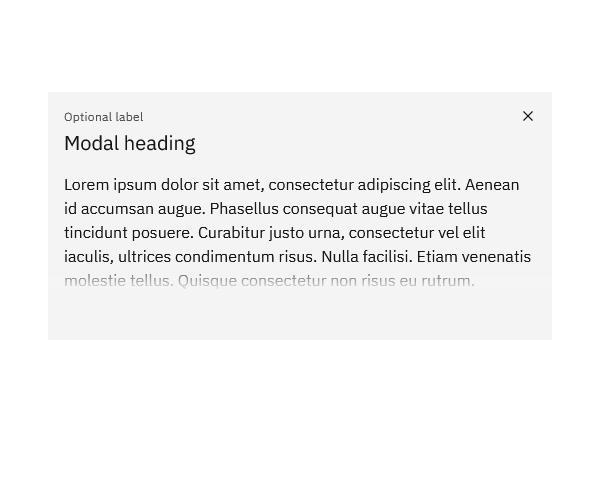 Optional label
Modal heading
Lorem ipsum dolor sit amet, consectetur adipiscing elit. Aenean
id accumsan augue. Phasellus consequat augue vitae tellus
tincidunt posuere. Curabitur justo urna, consectetur vel elit
iaculis, ultrices condimentum risus. Nulla facilisi. Etiam venenatis
molestie tellus. Quisque consectetur non risus eu rutrum.